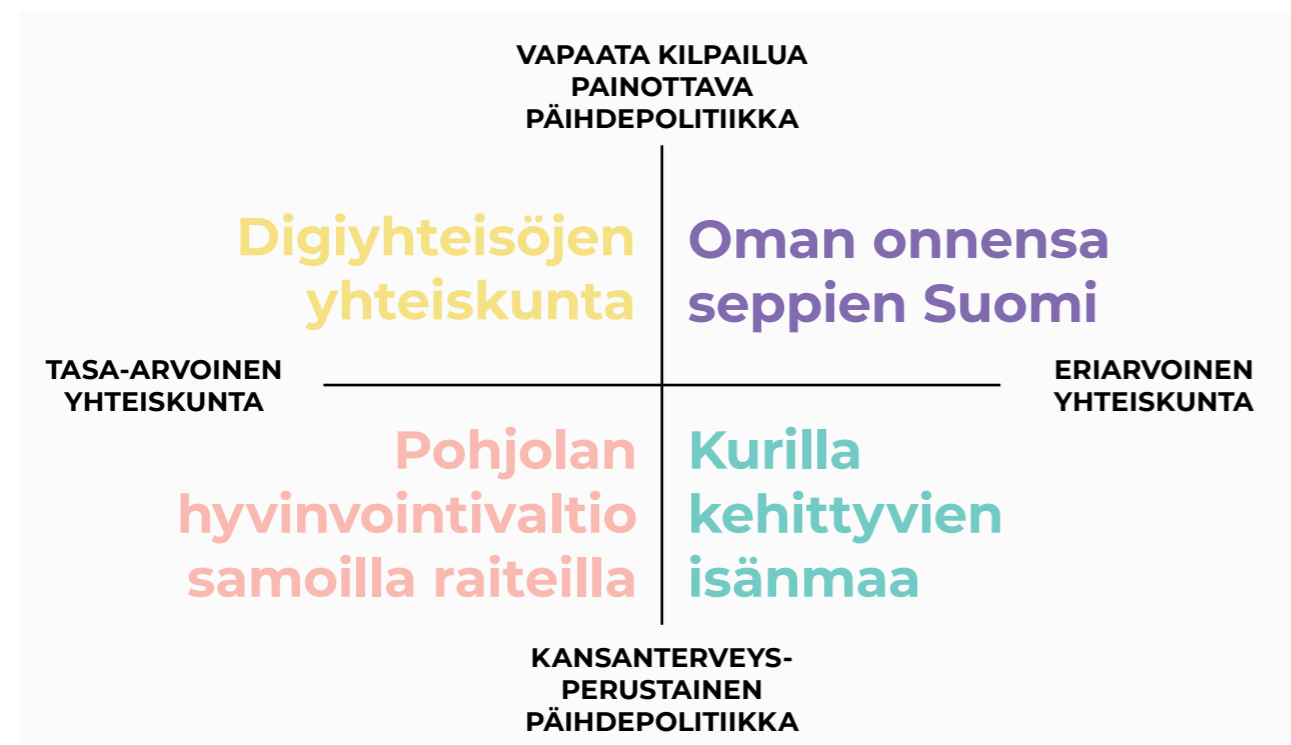 VAPAATA KILPAILUA
PAINOTTAVA
PÄIHDEPOLITIIKKA
Digiyhteisöjen
yhteiskunta
Oman onnensa
seppien Suomi
TASA-ARVOINEN
YHTEISKUNTA
ERIARVOINEN
YHTEISKUNTA
Pohjolan
hyvinvointivaltio
samoilla raiteilla
Kurilla
kehittyvien
isänmaa
KANSANTERVEYS-
PERUSTAINEN
PÄIHDEPOLITIIKKA